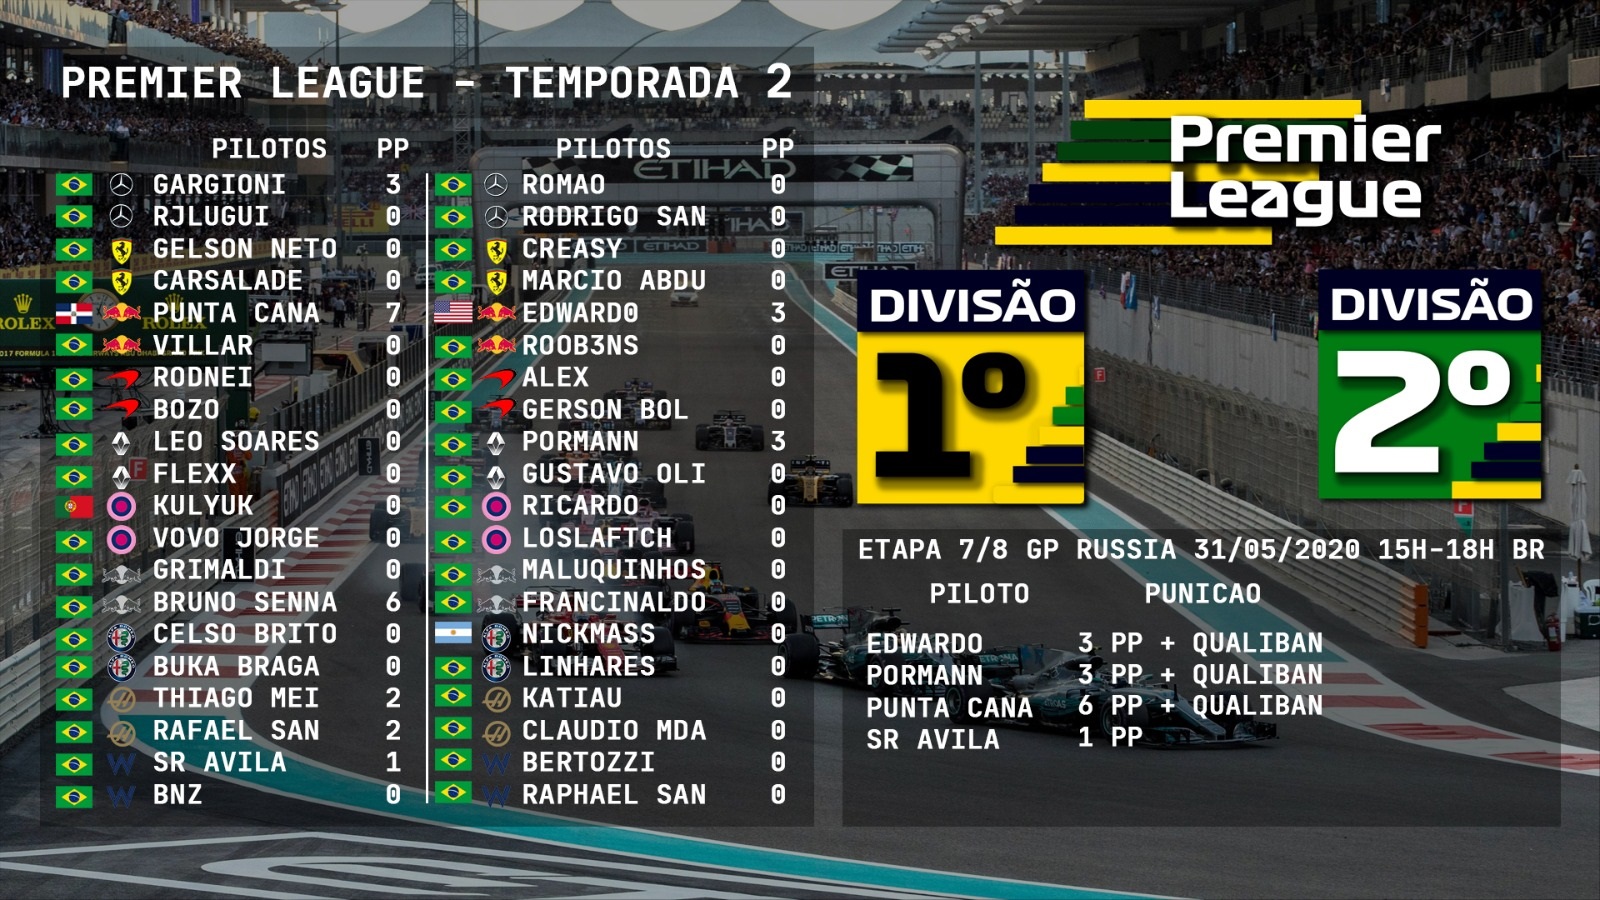 PREMIER LEAGUE - TEMPORADA 2
PILOTOS PP
GARGIONI 3
RJLUGUI 0
GELSON NETO 0
CARSALADE 0
PUNTA CANA 7
VILLAR 0
RODNEI 0
BOZO 0
LEO SOARES 0
FLEXX 0
KULYUK 0
VOVO JORGE 0
GRIMALDI 0
BRUNO SENNA 6
CELSO BRITO 0
BUKA BRAGA 0
THIAGO MEI 2
RAFAEL SAN 2
SR AVILA 1
BNZ 0
PILOTOS PP
ROMAO 0
RODRIGO SAN 0
CREASY 0
MARCIO ABDU 0
EDWARD0 3
ROOB3NS 0
ALEX 0
GERSON BOL 0
PORMANN 3
GUSTAVO OLI 0
RICARDO 0
LOSLAFTCH 0
MALUQUINHOS 0
FRANCINALDO 0
NICKMASS 0
LINHARES 0
KATIAU 0
CLAUDIO MDA 0
BERTOZZI 0
RAPHAEL SAN 0
Premier
League
DIVISÃO
1º
DIVISÃO
2º
ETAPA 7/8 GP RUSSIA 31/05/2020 15H-18H BR
PILOTO PUNICAO
EDWARDO 3 PP + QUALIBAN
PORMANN 3 PP + QUALIBAN
PUNTA CANA 6 PP + QUALIBAN
SR AVILA 1 PP
ETIHAD
ETIHAD
ETIHAD
ROLEX
ROLEX